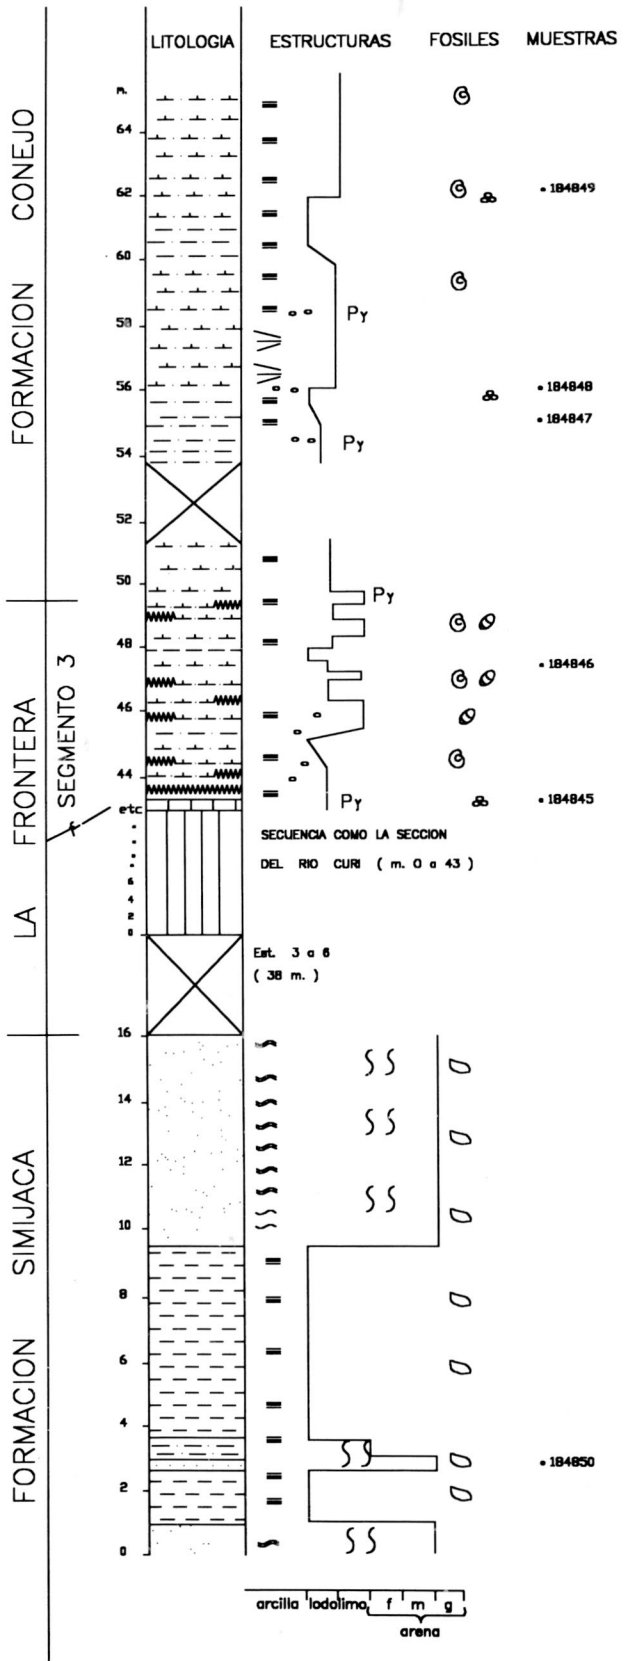 LITOLOGIA ESTRUCTURAS FOSILES MUESTRAS
m.
64
62 184849
60
58 Py
56 184848
184847
54 Py
52
50 Py
48
184846
46
44
Py 184845
etc
SECUENCIA COMO LA SECCION
DEL RIO CURI ( m. 0 a 43 )
6
4
2
0
Est. 3 a 6
( 38 m. )
16
14
12
10
8
6
4
184850
2
0
arcilla lodo limo f m g
arena
FORMACION CONEJO
LA FRONTERA
SEGMENTO 3
f
FORMACION SIMIJACA